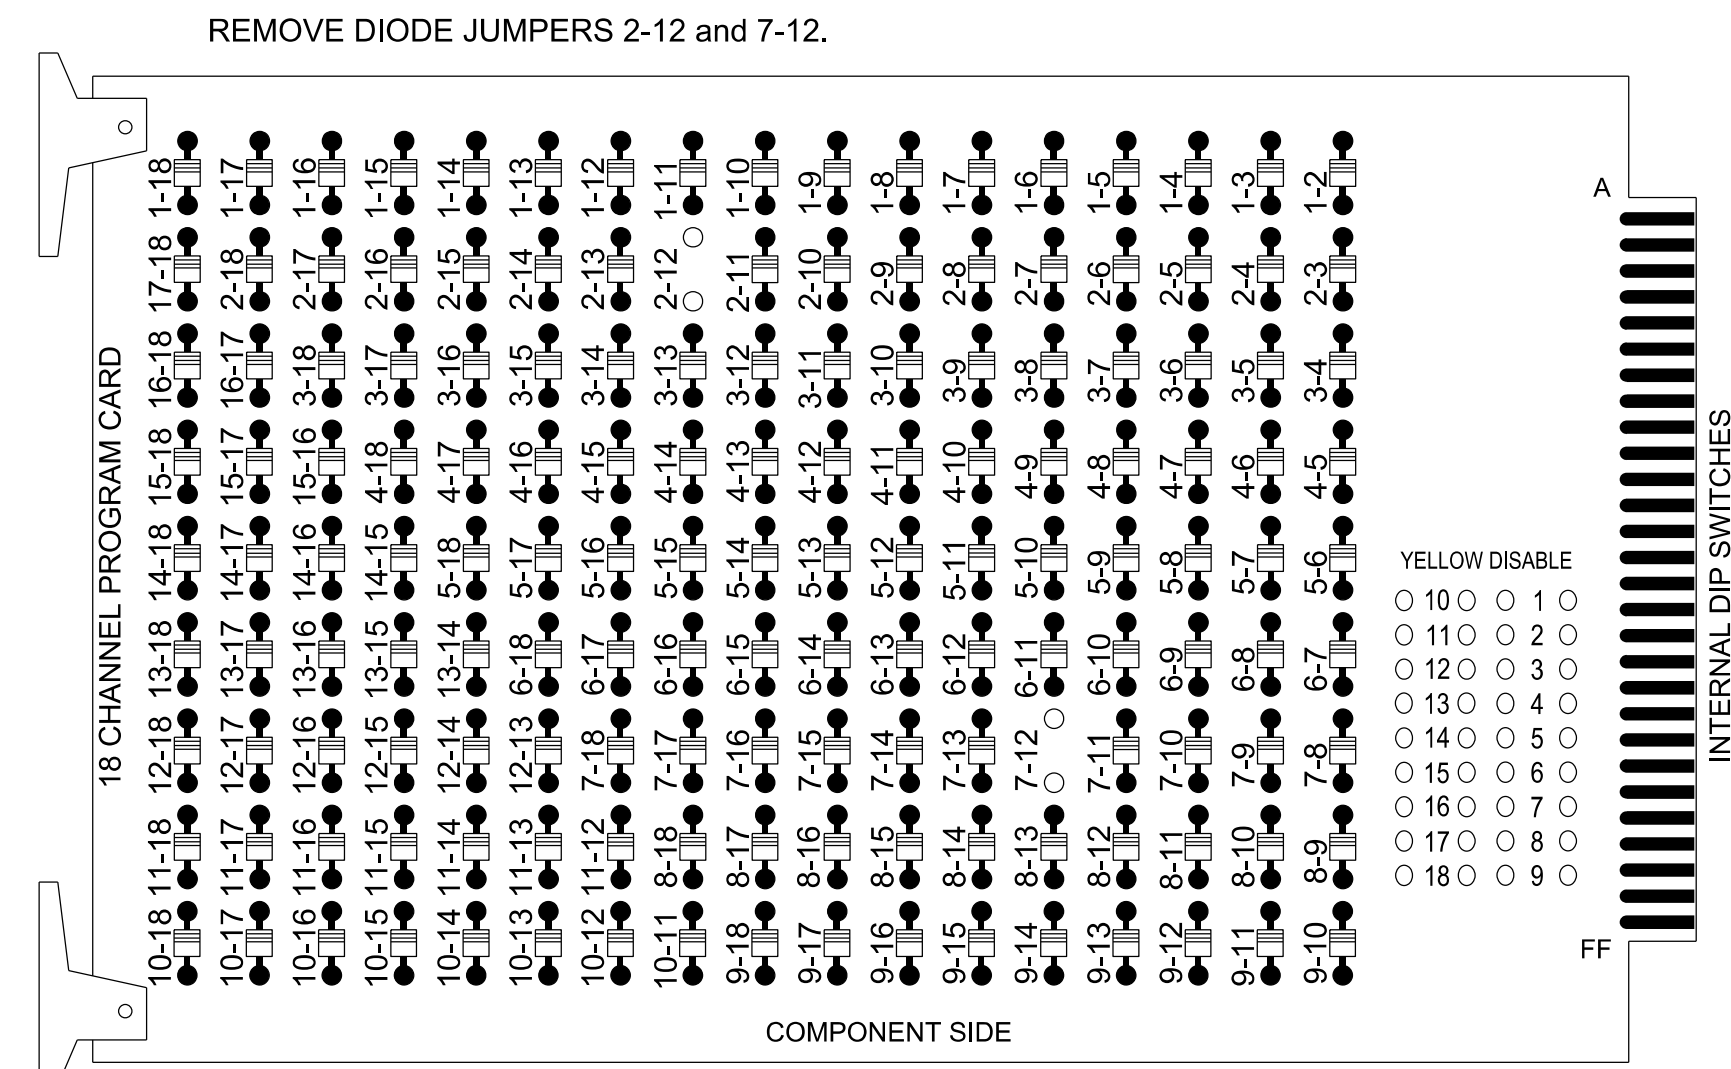 REMOVE DIODE JUMPERS 2-12 and 7-12.
1-18 1-17 1-16 1-15 1-14 1-13 1-12 1-11 1-10 1-9 1-8 1-7 1-6 1-5 1-4 1-3 1-2
A
17-18 2-18 2-17 2-16 2-15 2-14 2-13 2-12 2-11 2-10 2-9 2-8 2-7 2-6 2-5 2-4 2-3
16-18 16-17 3-18 3-17 3-16 3-15 3-14 3-13 3-12 3-11 3-10 3-9 3-8 3-7 3-6 3-5 3-4
15-18 15-17 15-16 4-18 4-17 4-16 4-15 4-14 4-13 4-12 4-11 4-10 4-9 4-8 4-7 4-6 4-5
14-18 14-17 14-16 14-15 5-18 5-17 5-16 5-15 5-14 5-13 5-12 5-11 5-10 5-9 5-8 5-7 5-6
13-18 13-17 13-16 13-15 13-14 6-18 6-17 6-16 6-15 6-14 6-13 6-12 6-11 6-10 6-9 6-8 6-7
12-18 12-17 12-16 12-15 12-14 12-13 7-18 7-17 7-16 7-15 7-14 7-13 7-12 7-11 7-10 7-9 7-8
11-18 11-17 11-16 11-15 11-14 11-13 11-12 8-18 8-17 8-16 8-15 8-14 8-13 8-12 8-11 8-10 8-9
10-18 10-17 10-16 10-15 10-14 10-13 10-12 10-11 9-18 9-17 9-16 9-15 9-14 9-13 9-12 9-11 9-10
18 CHANNEL PROGRAM CARD
YELLOW DISABLE
10 1
11 2
12 3
13 4
14 5
15 6
16 7
17 8
18 9
FF
INTERNAL DIP SWITCHES
COMPONENT SIDE